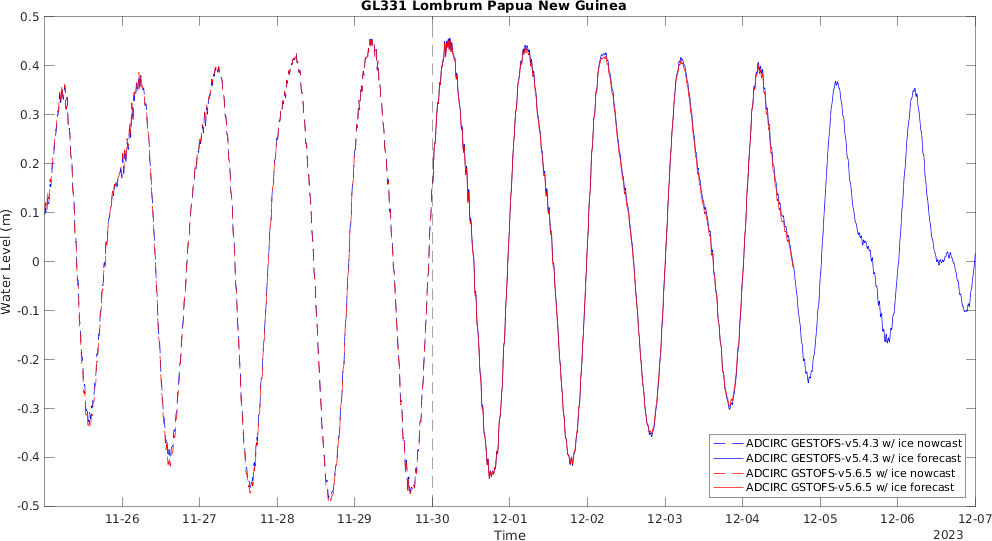 GL331 Lombrum Papua New Guinea
0.5
0.4
0.3
0.2
0.1
0
-0.1
-0.2
-0.3
-0.4
-0.5
Water Level (m)
ADCIRC GESTOFS-v5.4.3 w/ ice nowcast
ADCIRC GESTOFS-v5.4.3 w/ ice forecast
ADCIRC GSTOFS-v5.6.5 w/ ice nowcast
ADCIRC GSTOFS-v5.6.5 w/ ice forecast
11-26 11-27 11-28 11-29 11-30 12-01 12-02 12-03 12-04 12-05 12-06 12-07
Time
2023